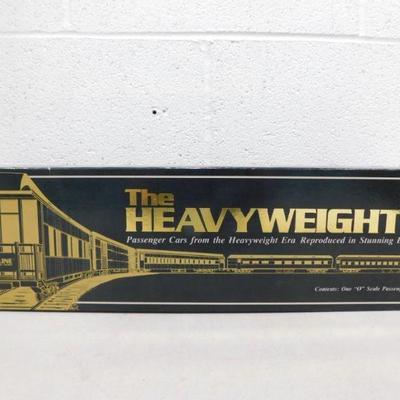 The
HEAVYWEIGHT
Passenger Cars from the Heavyweight Era Reproduced in Stunning
Contents: One "O" Scale